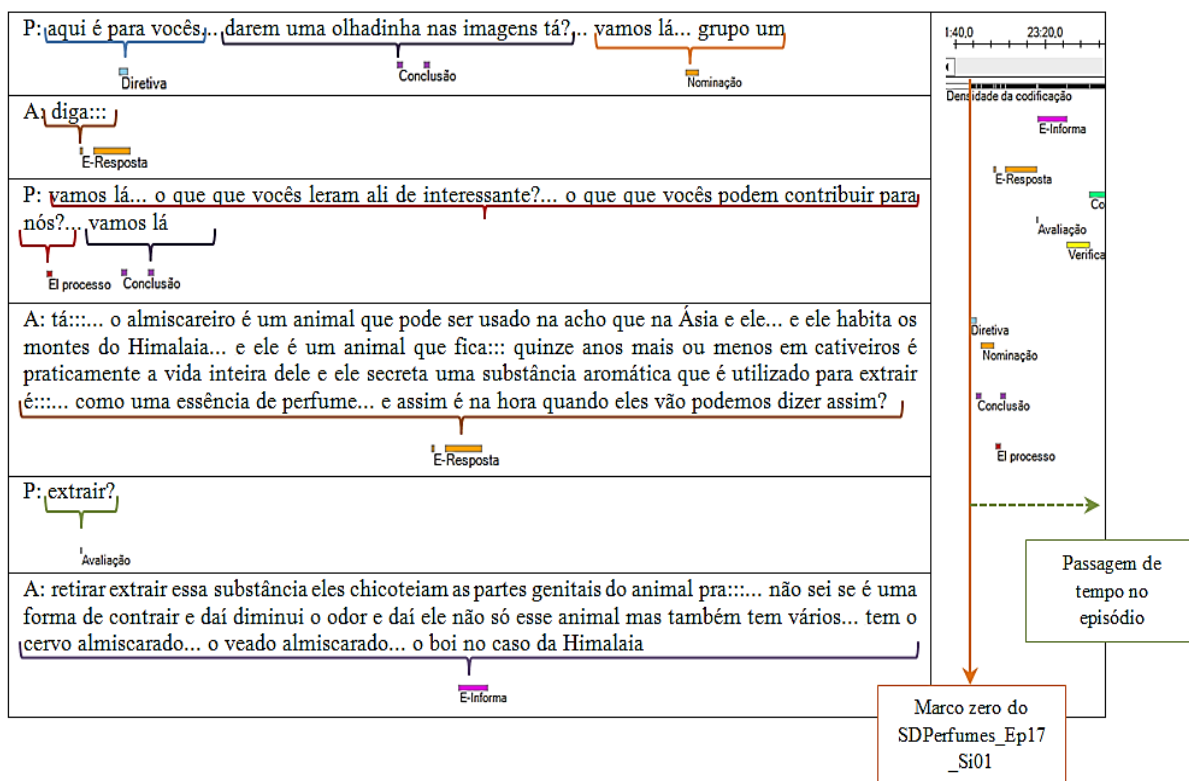 P: aqui é para vocês... darem uma olhadinha nas imagens tá?... vamos lá... grupo um
Diretiva
Conclusão
Nominação
A: diga:::
E-Resposta
P: vamos lá... o que que vocês leram ali de interessante?... o que que vocês podem contribuir para
nós?... vamos lá
El processo
Conclusão
A: tá:::... o almiscareiro é um animal que pode ser usado na acho que na Ásia e ele... e ele habita os
montes do Himalaia... e ele é um animal que fica::: quinze anos mais ou menos em cativeiros é
praticamente a vida inteira dele e ele secreta uma substância aromática que é utilizado para extrair
é:::... como uma essência de perfume... e assim é na hora quando eles vão podemos dizer assim?
E-Resposta
P: extrair?
Avaliação
A: retirar extrair essa substância eles chicoteiam as partes genitais do animal pra:::... não sei se é uma
forma de contrair e daí diminui o odor e daí ele não só esse animal mas também tem vários... tem o
cervo almiscarado... o veado almiscarado... o boi no caso da Himalaia
E-Informa
1:40,0 23:20,0
Densidade da codificação
E-Informa
E-Resposta
Co
Avaliação
Verifica
Diretiva
Nominação
Conclusão
El processo
Passagem de
tempo no
episódio
Marco zero do
SDPerfumes_Ep17
_Si01